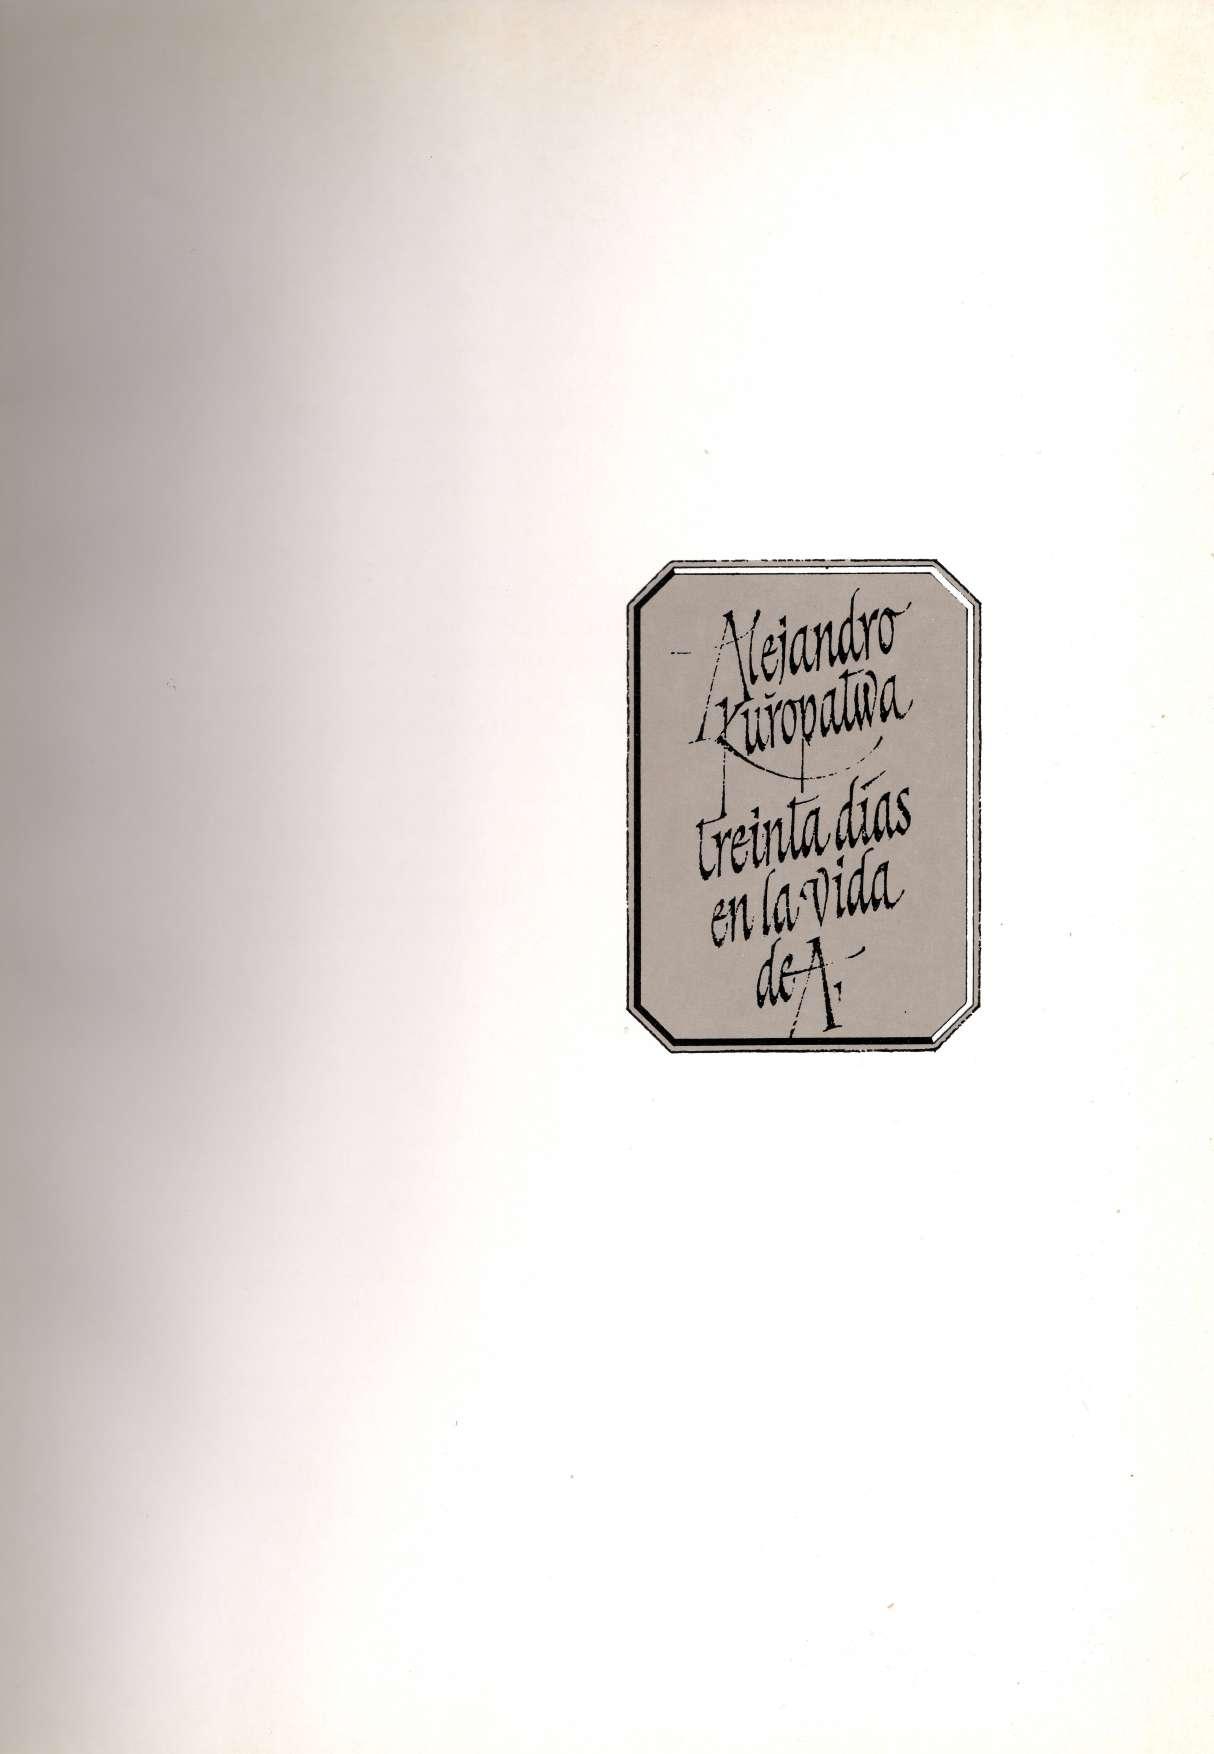 Alejandro
Kuropatwa
treinta días
en la vida
de A.